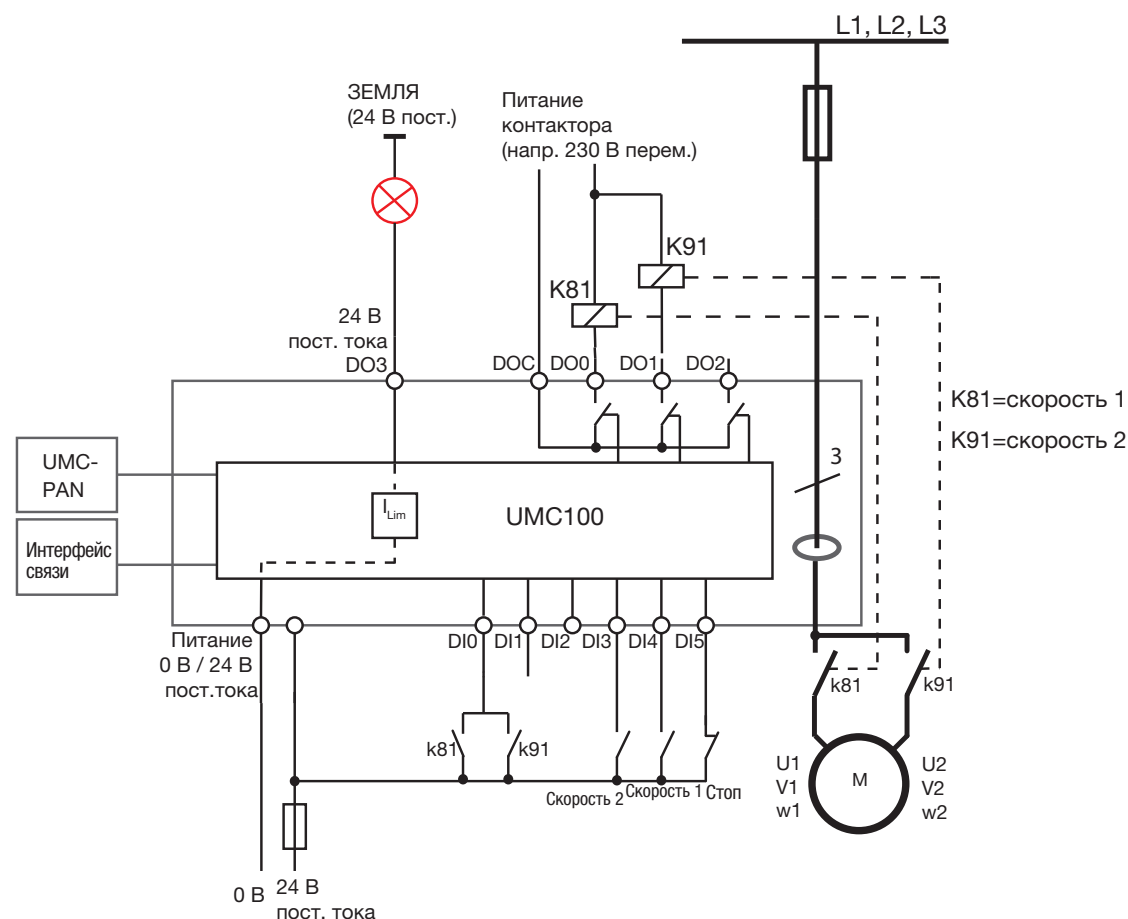 L1, L2, L3
ЗЕМЛЯ
(24 В пост.)
Питание
контактора
(напр. 230 В перем.)
K91
K81
24 В
пост. тока
DO3
DOC
DO0
DO1
DO2
K81=скорость 1
K91=скорость 2
3
UMC-
PAN
Интерфейс
связи
I Lim
UMC100
Питание
0 В / 24 В
пост.тока
DI0
DI1
DI2
DI3
DI4
DI5
k81
k91
k81
k91
Скорость 2
Скорость 1
Стоп
U1
V1
w1
M
U2
V2
w2
0 В
24 В
пост. тока